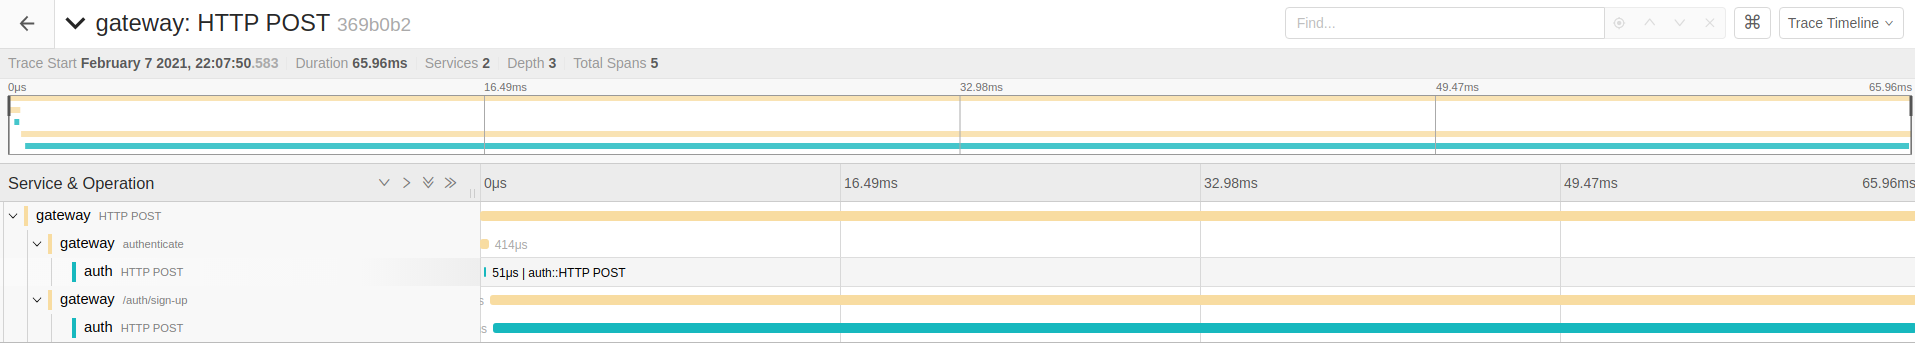 gateway: HTTP POST 369b0b2
Find...
⌘
Trace Timeline
Trace Start February 7 2021, 22:07:50.583 Duration 65.96ms Services 2 Depth 3 Total Spans 5
0μs 16.49ms 32.98ms 49.47ms 65.96ms
Service & Operation 0μs 16.49ms 32.98ms 49.47ms 65.96ms
gateway HTTP POST
gateway authenticate 414μs
auth HTTP POST 51μs | auth::HTTP POST
gateway /auth/sign-up s
auth HTTP POST s